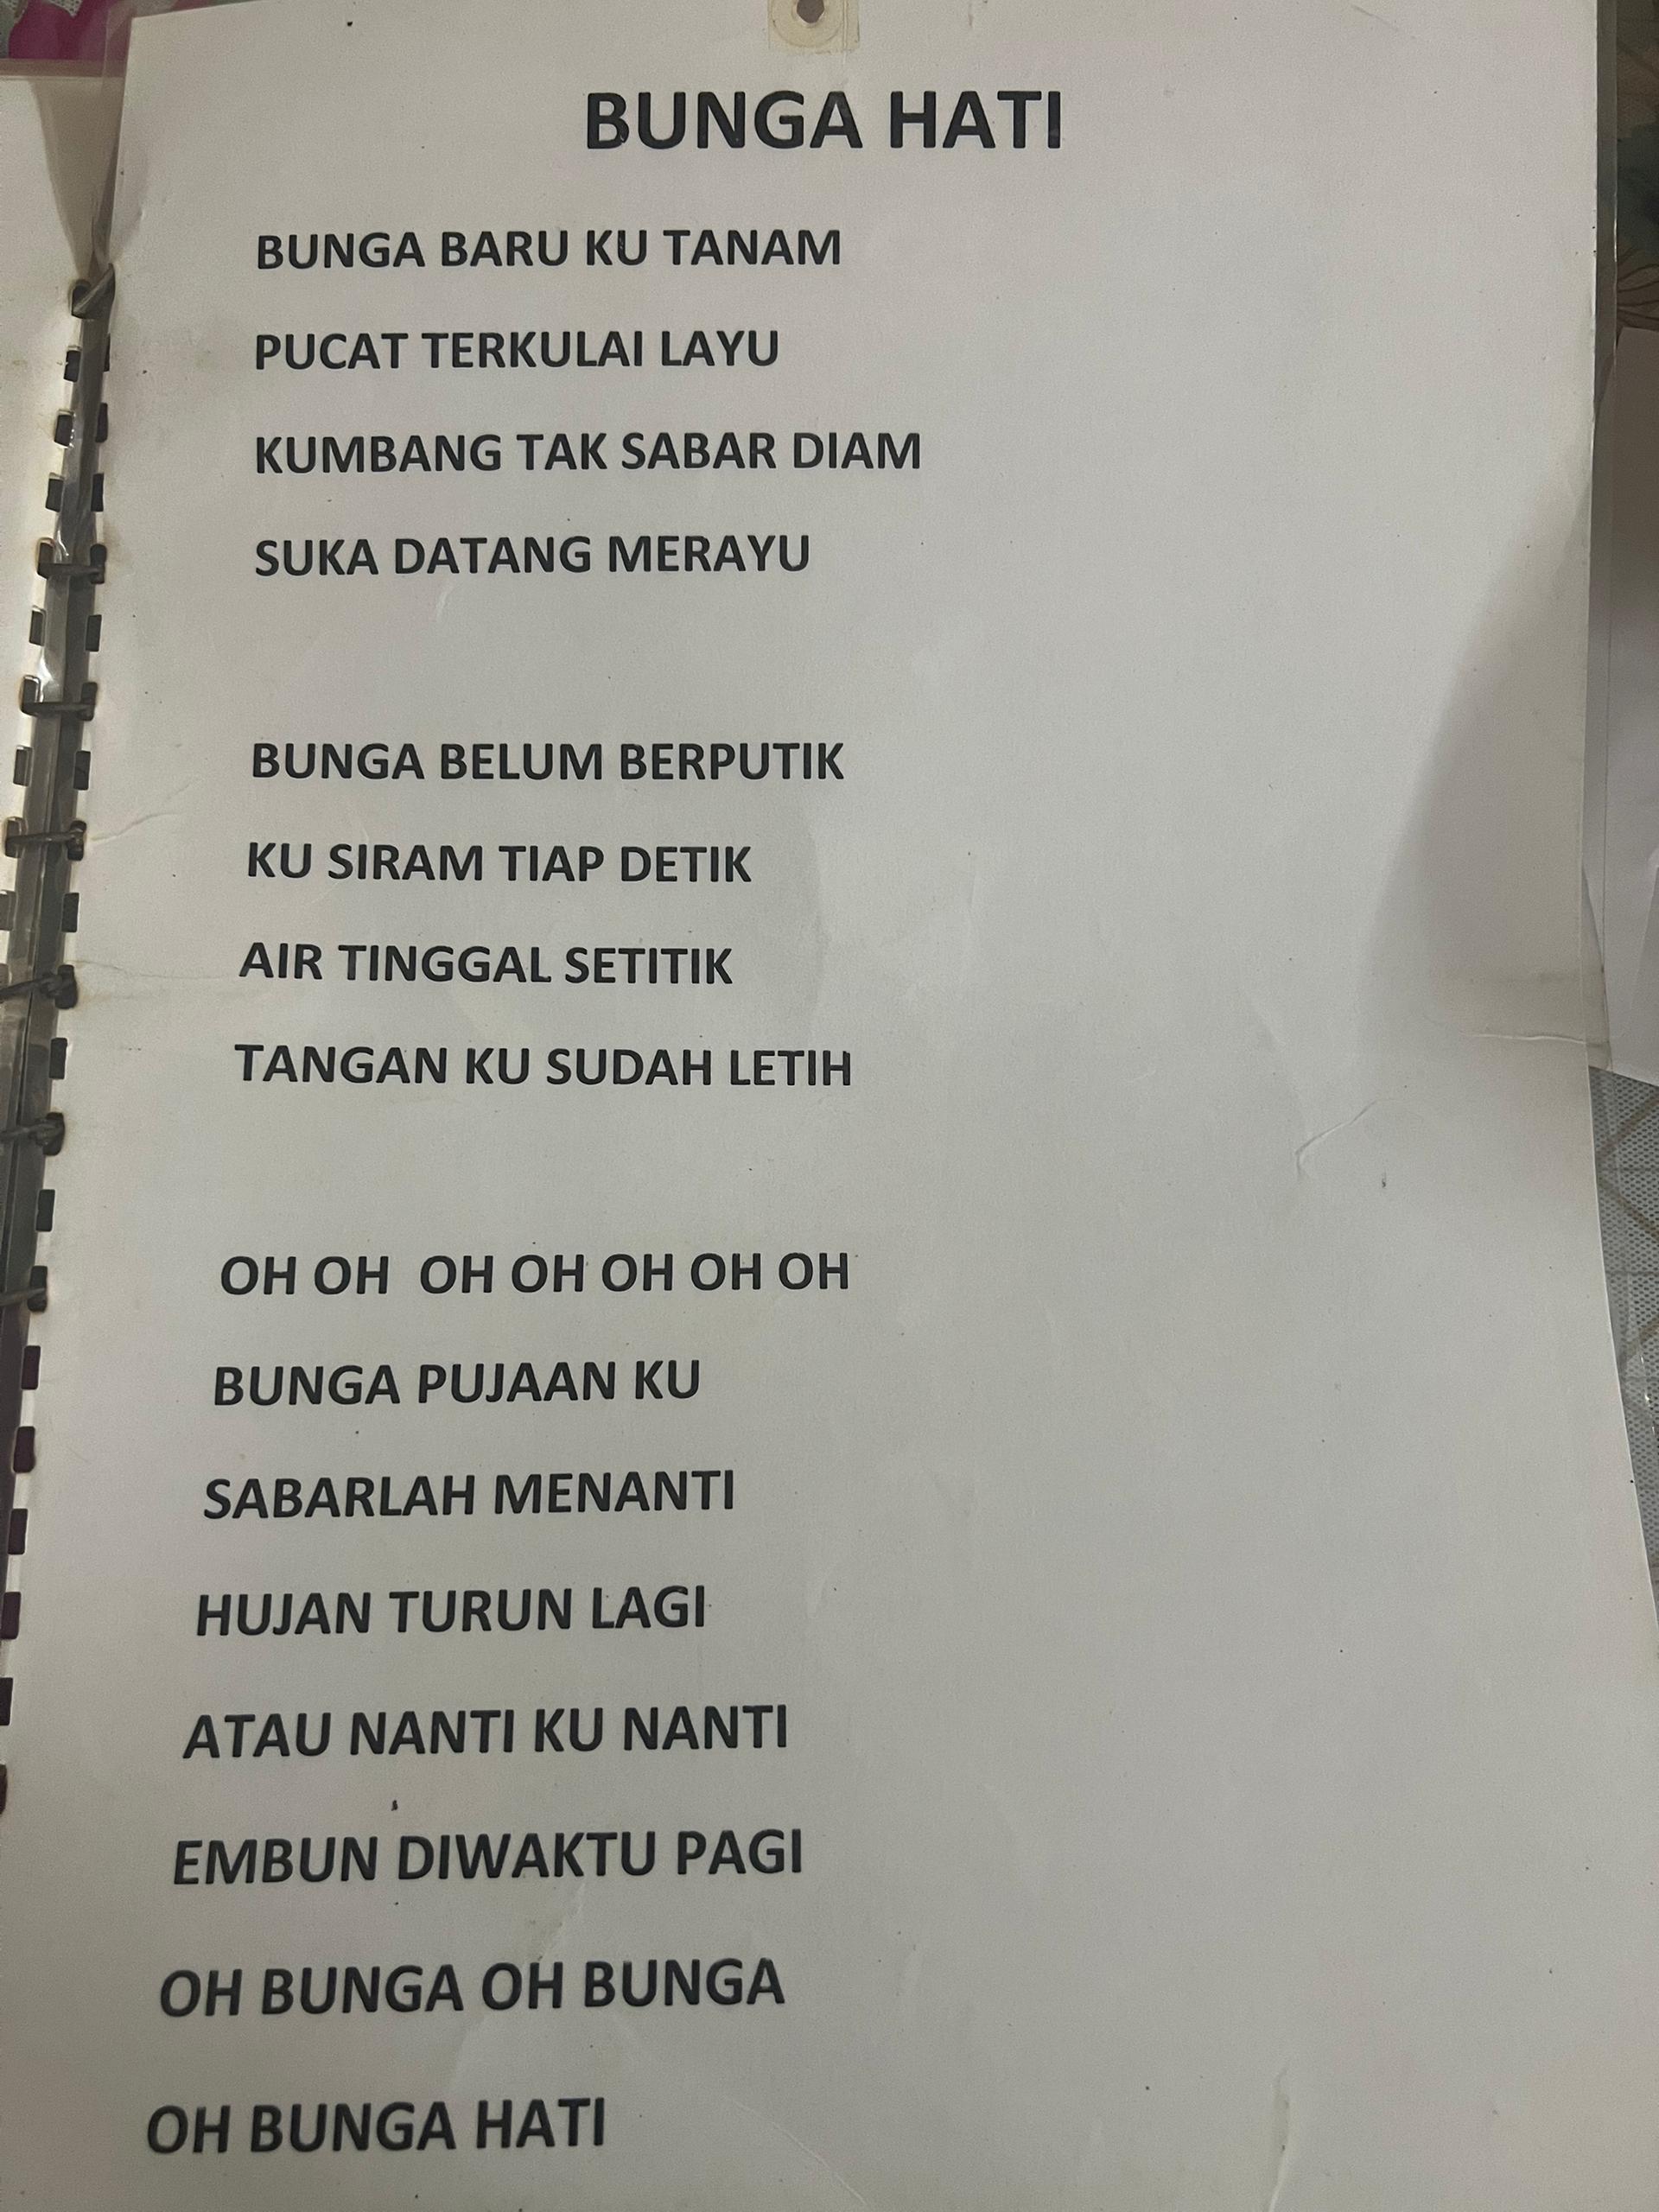 BUNGA HATI
BUNGA BARU KU TANAM
PUCAT TERKULAI LAYU
KUMBANG TAK SABAR DIAM
SUKA DATANG MERAYU
BUNGA BELUM BERPUTIK
KU SIRAM TIAP DETIK
AIR TINGGAL SETITIK
TANGAN KU SUDAH LETIH
OH OH  OH OH OH OH OH
BUNGA PUJAAN KU
SABARLAH MENANTI
HUJAN TURUN LAGI
ATAU NANTI KU NANTI
EMBUN DIWAKTU PAGI
OH BUNGA OH BUNGA
OH BUNGA HATI